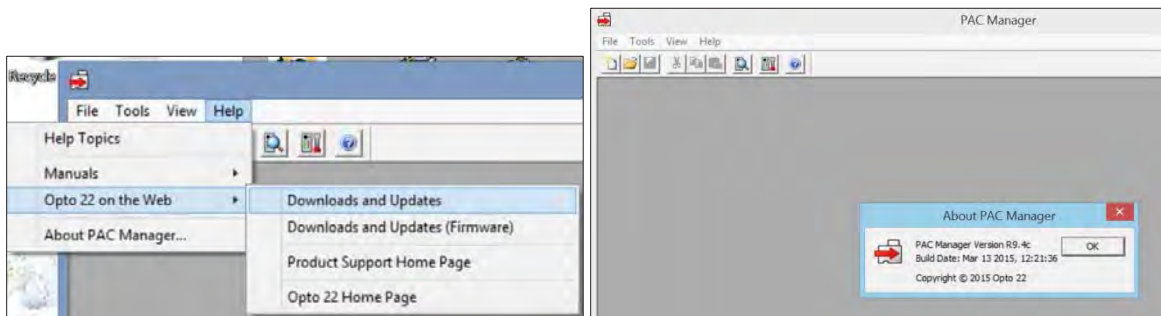 Recycle
File Tools View Help
Help Topics
Manuals
Opto 22 on the Web
About PAC Manager...
Downloads and Updates
Downloads and Updates (Firmware)
Product Support Home Page
Opto 22 Home Page
PAC Manager
File Tools View Help
About PAC Manager
PAC Manager Version R9.4c
OK
Build Date: Mar 13 2015, 12:21:36
Copyright © 2015 Opto 22